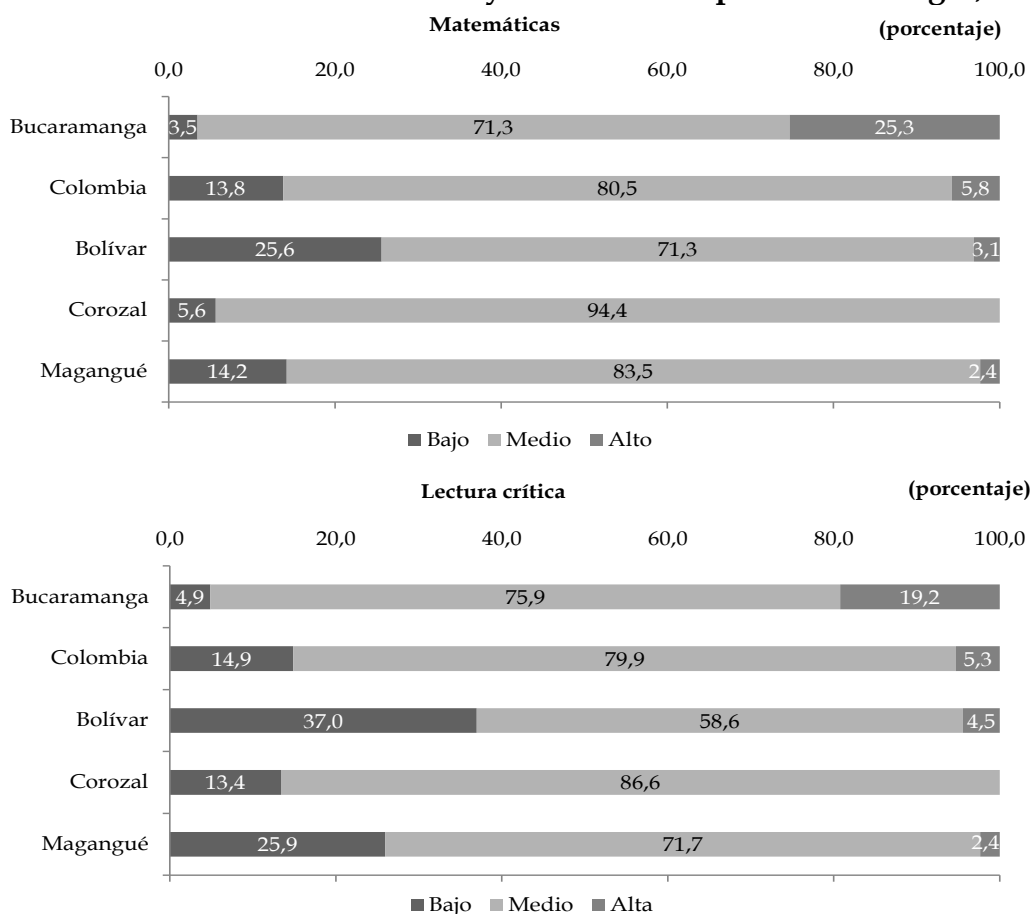 Matemáticas
(porcentaje)
0,0 20,0 40,0 60,0 80,0 100,0
Bucaramanga 3,5 71,3 25,3
Colombia 13,8 80,5 5,8
Bolívar 25,6 71,3 3,1
Corozal 5,6 94,4
Magangué 14,2 83,5 2,4
Bajo Medio Alto
Lectura crítica
(porcentaje)
0,0 20,0 40,0 60,0 80,0 100,0
Bucaramanga 4,9 75,9 19,2
Colombia 14,9 79,9 5,3
Bolívar 37,0 58,6 4,5
Corozal 13,4 86,6
Magangué 25,9 71,7 2,4
Bajo Medio Alta